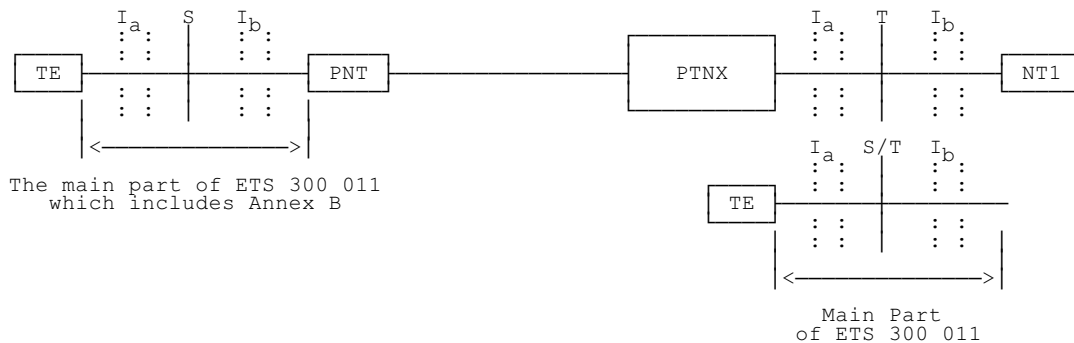 Ia S Ib Ia T Ib
TE PNT PTNX NT1
The main part of ETS 300 011
which includes Annex B
Ia S/T Ib
TE
Main Part
of ETS 300 011